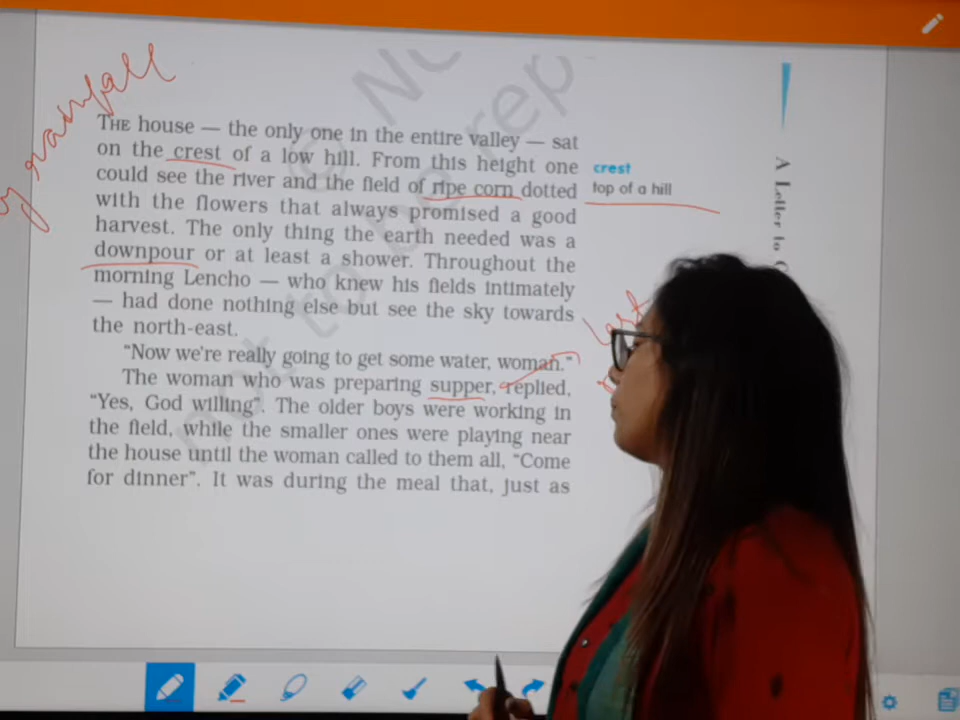 rainfall
THE house — the only one in the entire valley — sat
on the crest of a low hill. From this height one
could see the river and the field of ripe corn dotted
with the flowers that always promised a good
harvest. The only thing the earth needed was a
downpour or at least a shower. Throughout the
morning Lencho — who knew his fields intimately
— had done nothing else but see the sky towards
the north-east.
"Now we're really going to get some water, woman."
The woman who was preparing supper, replied,
"Yes, God willing". The older boys were working in
the field, while the smaller ones were playing near
the house until the woman called to them all, "Come
for dinner". It was during the meal that, just as
crest
top of a hill
A Letter to
not to be rep